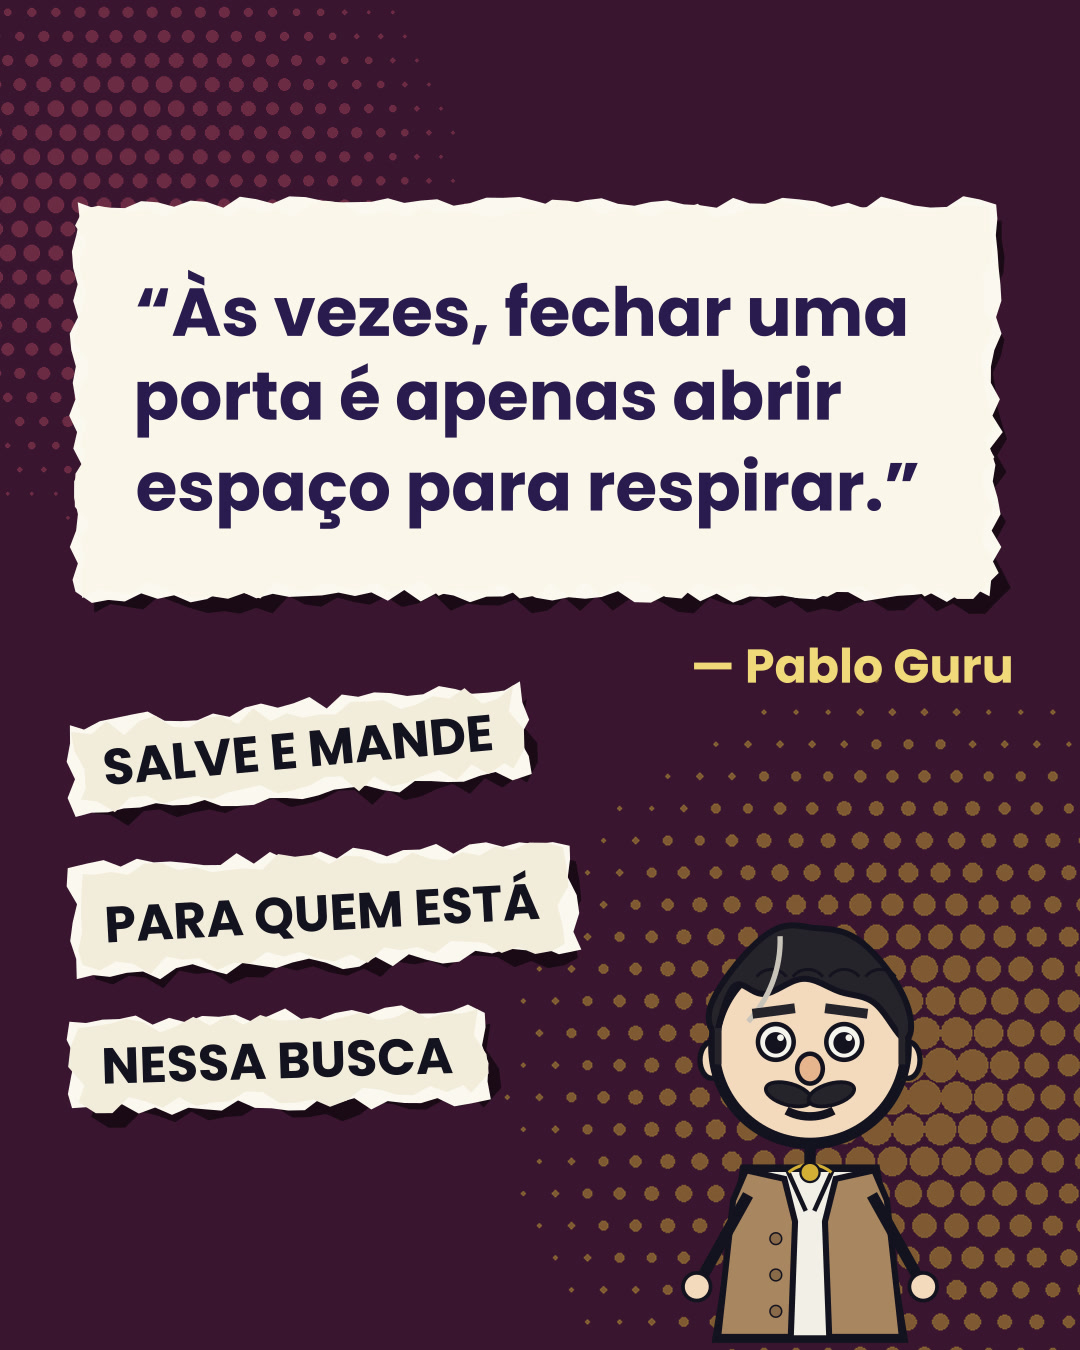 “Às vezes, fechar uma
porta é apenas abrir
espaço para respirar.”
— Pablo Guru
SALVE E MANDE
PARA QUEM ESTÁ
NESSA BUSCA